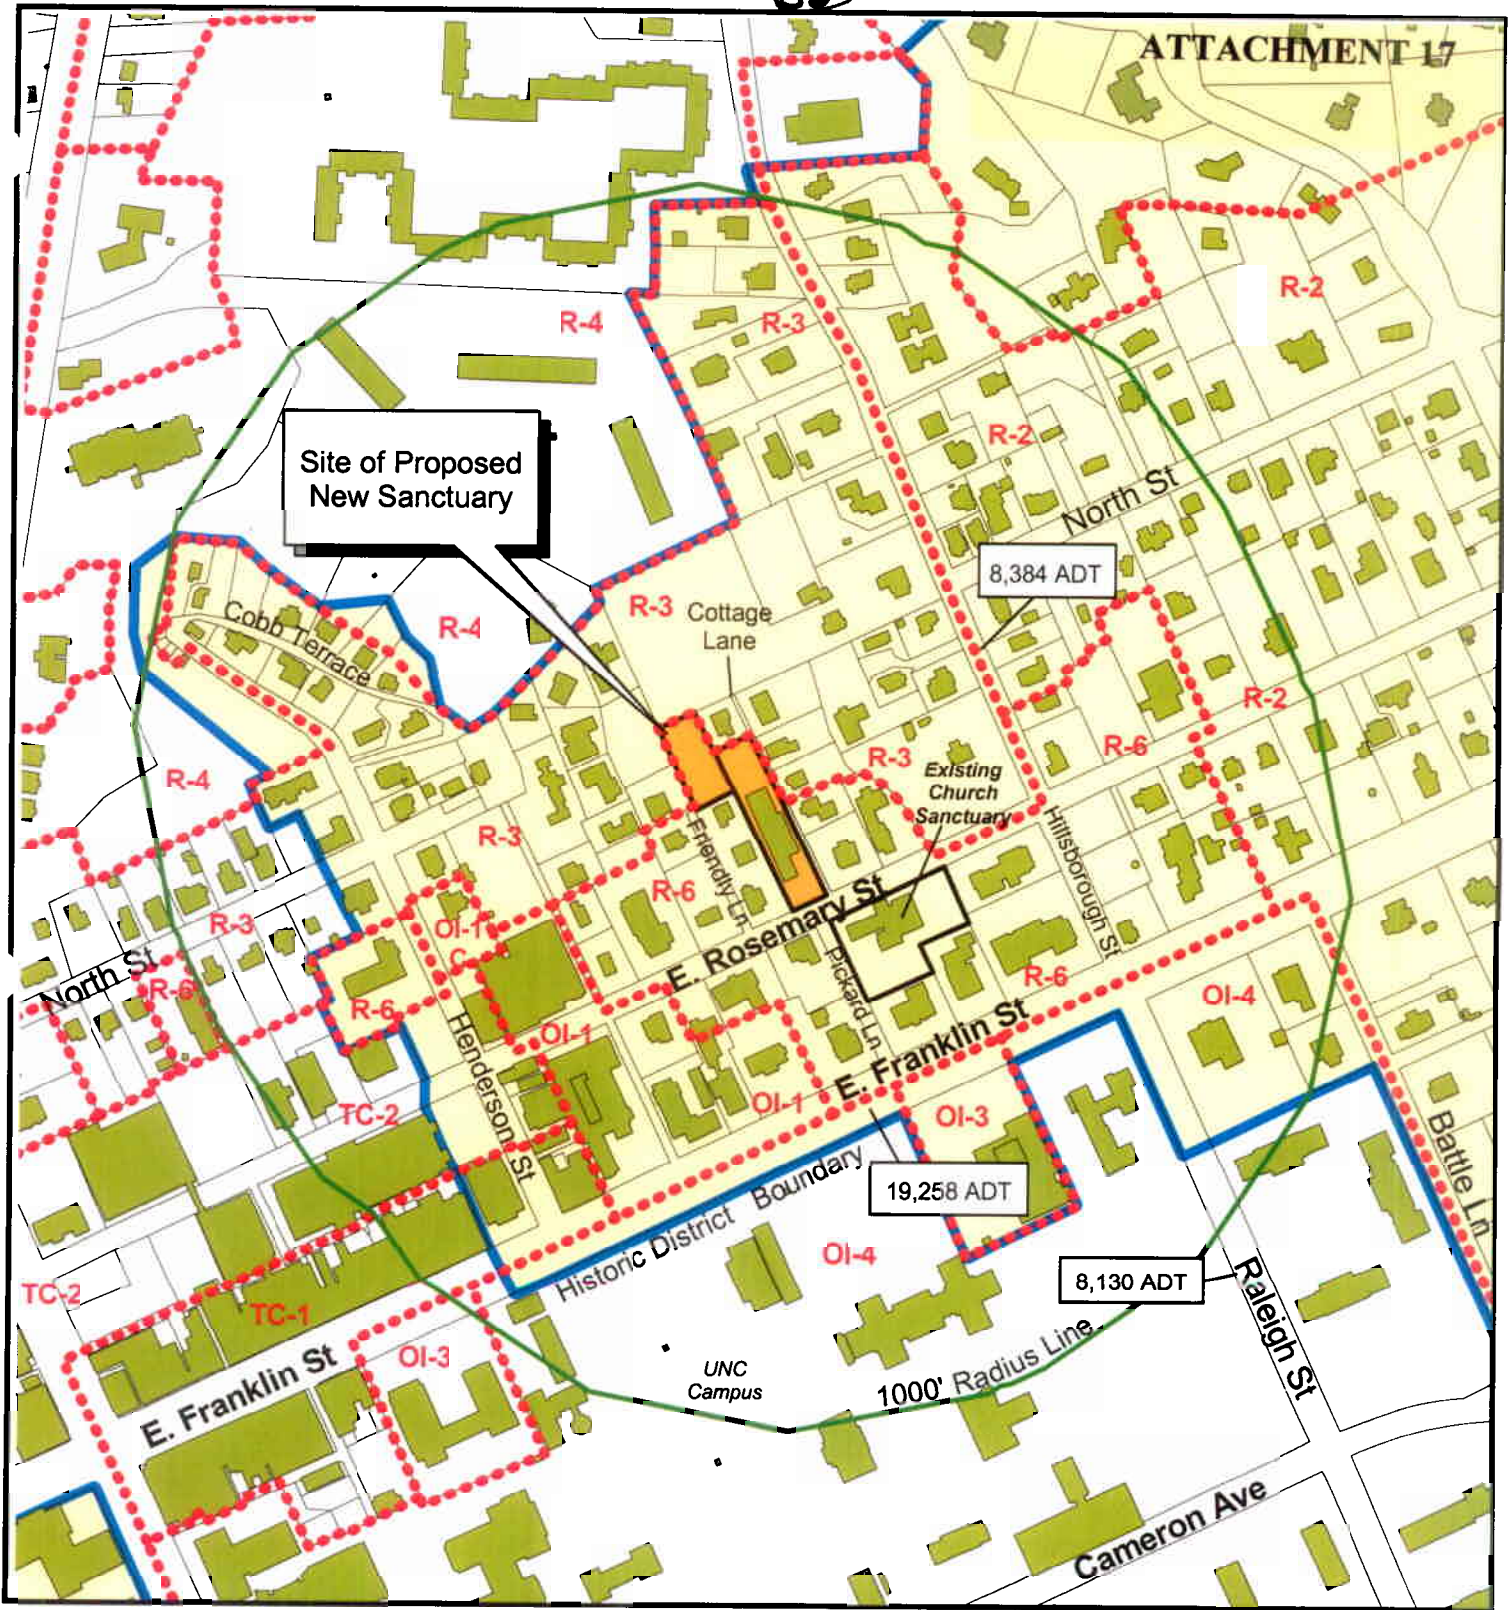 ATTACHMENT 17
R-2
R-4
R-3
R-2
Site of Proposed
New Sanctuary
North St
8,384 ADT
R-3
Cottage
Lane
Cobb Terrace
R-4
R-2
R-6
R-3
Existing
Church
Sanctuary
R-4
Hillsborough St
R-3
Friendly Ln
R-6
E. Rosemary St
R-3
OI-1
C
North St
R-6
R-6
Pickard Ln
R-6
OI-4
Henderson St
OI-1
E. Franklin St
OI-1
OI-3
TC-2
Battle Ln
Historic District Boundary
19,258 ADT
OI-4
8,130 ADT
Raleigh St
TC-2
TC-1
E. Franklin St
OI-3
UNC
Campus
1000' Radius Line
Cameron Ave